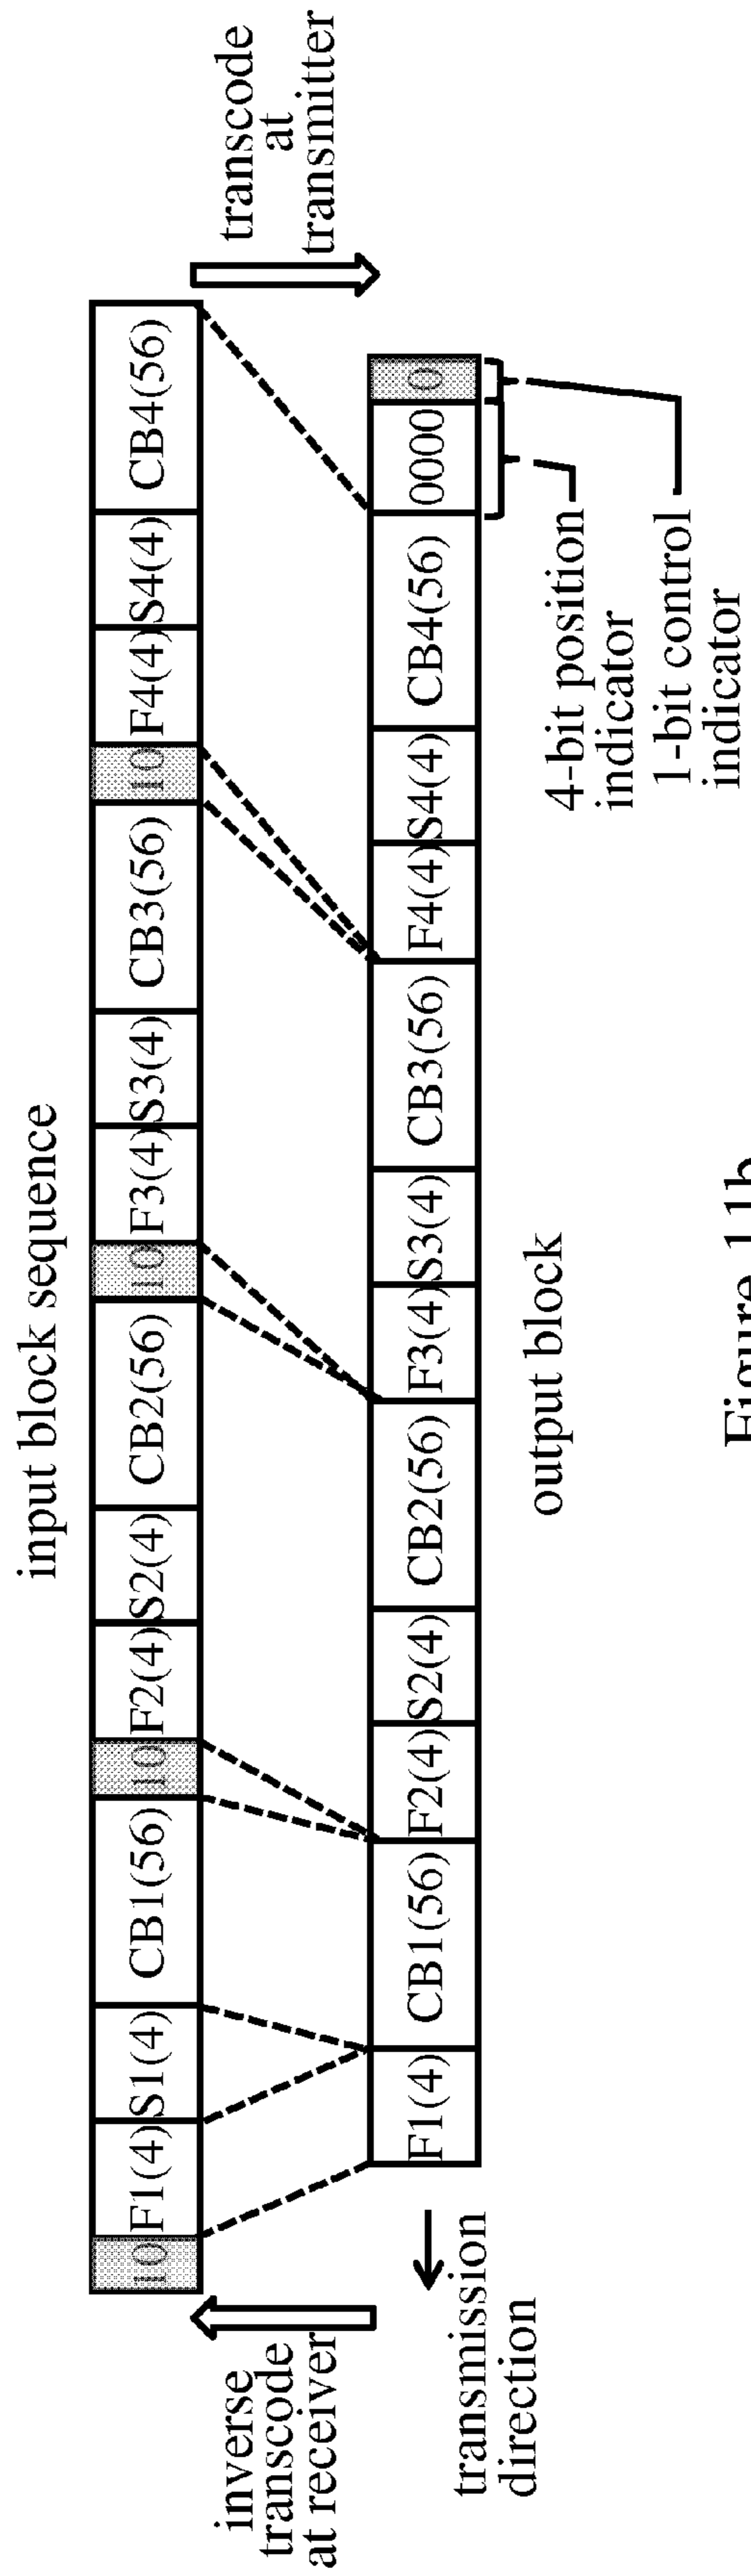 input block sequence
10 F1(4) S1(4) CB1(56) 10 F2(4) S2(4) CB2(56) 10 F3(4) S3(4) CB3(56) 10 F4(4) S4(4) CB4(56)
inverse
transcode
at receiver
transcode
at
transmitter
F1(4) CB1(56) F2(4) S2(4) CB2(56) F3(4) S3(4) CB3(56) F4(4) S4(4) CB4(56) 0000 0
transmission
direction
output block
4-bit position
indicator
1-bit control
indicator
Figure 11b